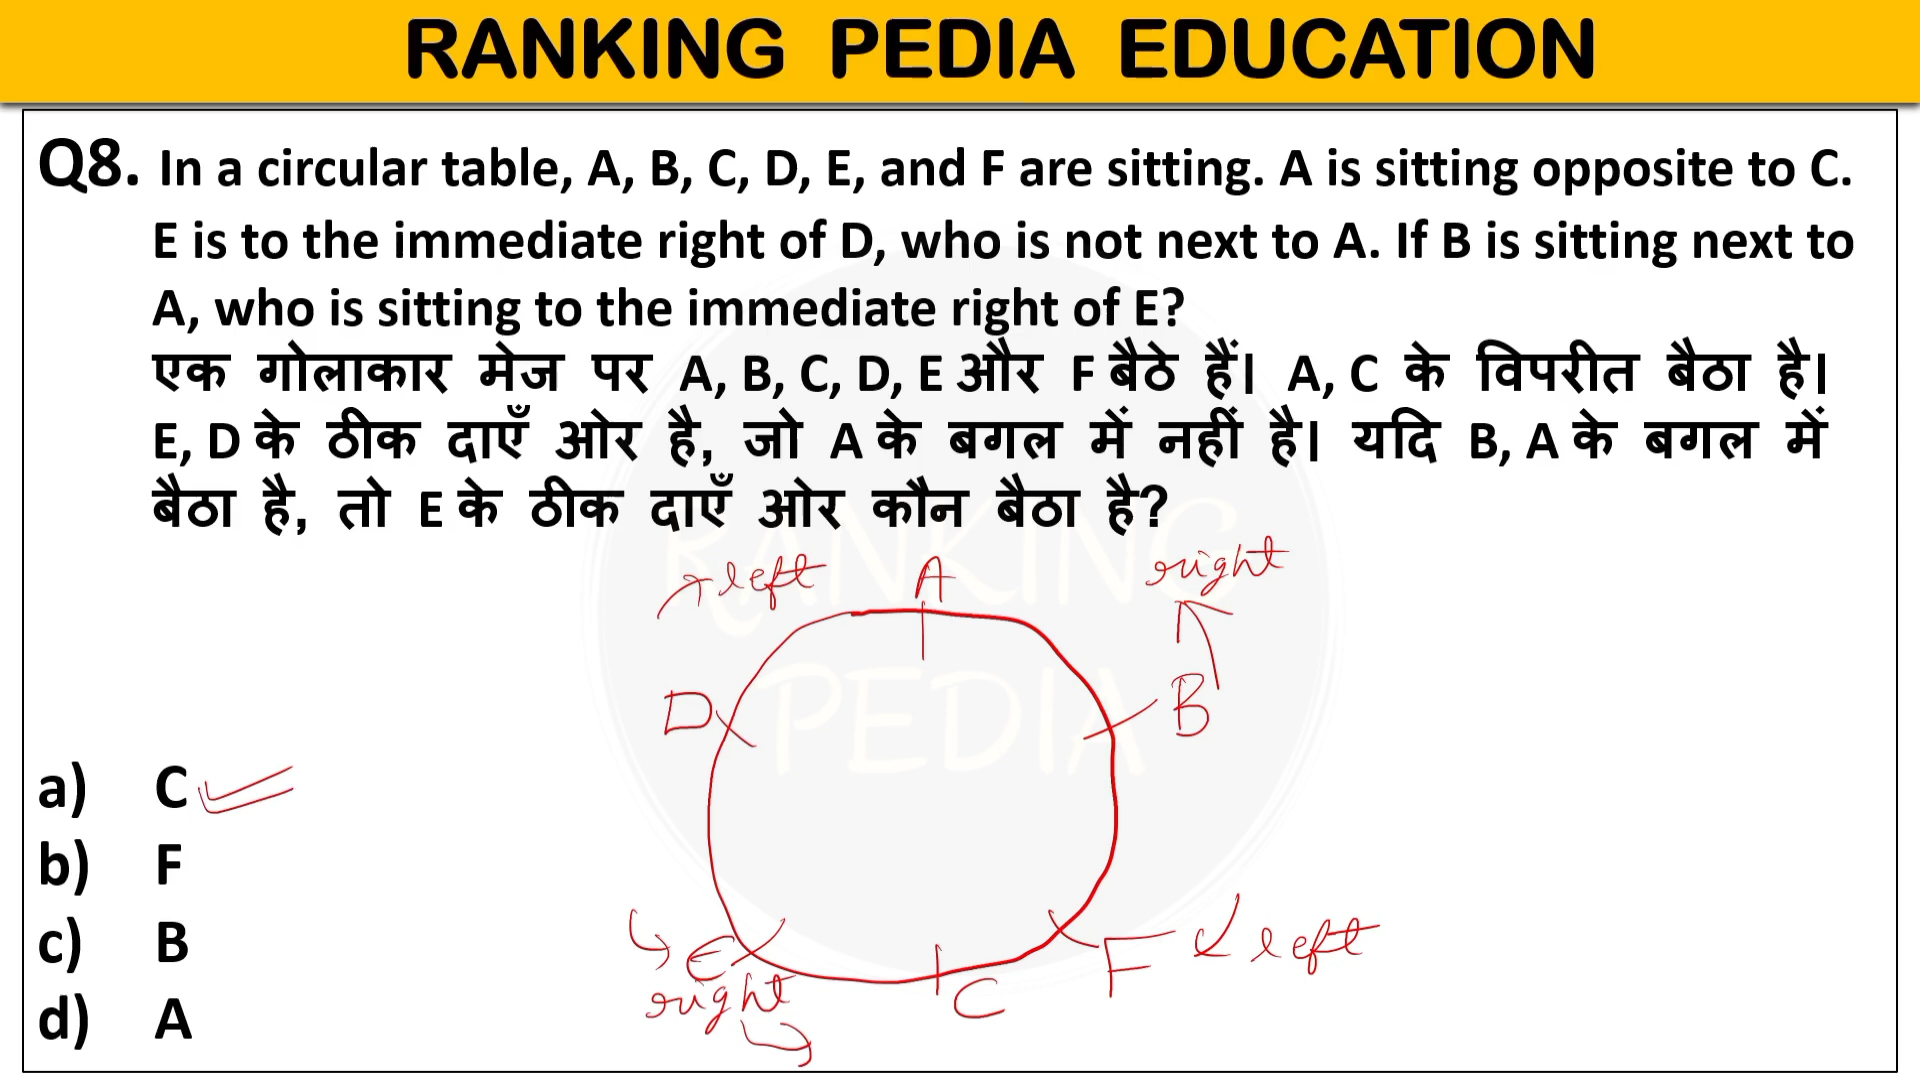 RANKING PEDIA EDUCATION
Q8. In a circular table, A, B, C, D, E, and F are sitting. A is sitting opposite to C.
E is to the immediate right of D, who is not next to A. If B is sitting next to
A, who is sitting to the immediate right of E?
एक गोलाकार मेज पर A, B, C, D, E और F बैठे हैं। A, C के विपरीत बैठा है।
E, D के ठीक दाएँ ओर है, जो A के बगल में नहीं है। यदि B, A के बगल में
बैठा है, तो E के ठीक दाएँ ओर कौन बैठा है?
RANKING
PEDIA
left A right
D B
a) C
b) F
c) B
E F left
right C
d) A